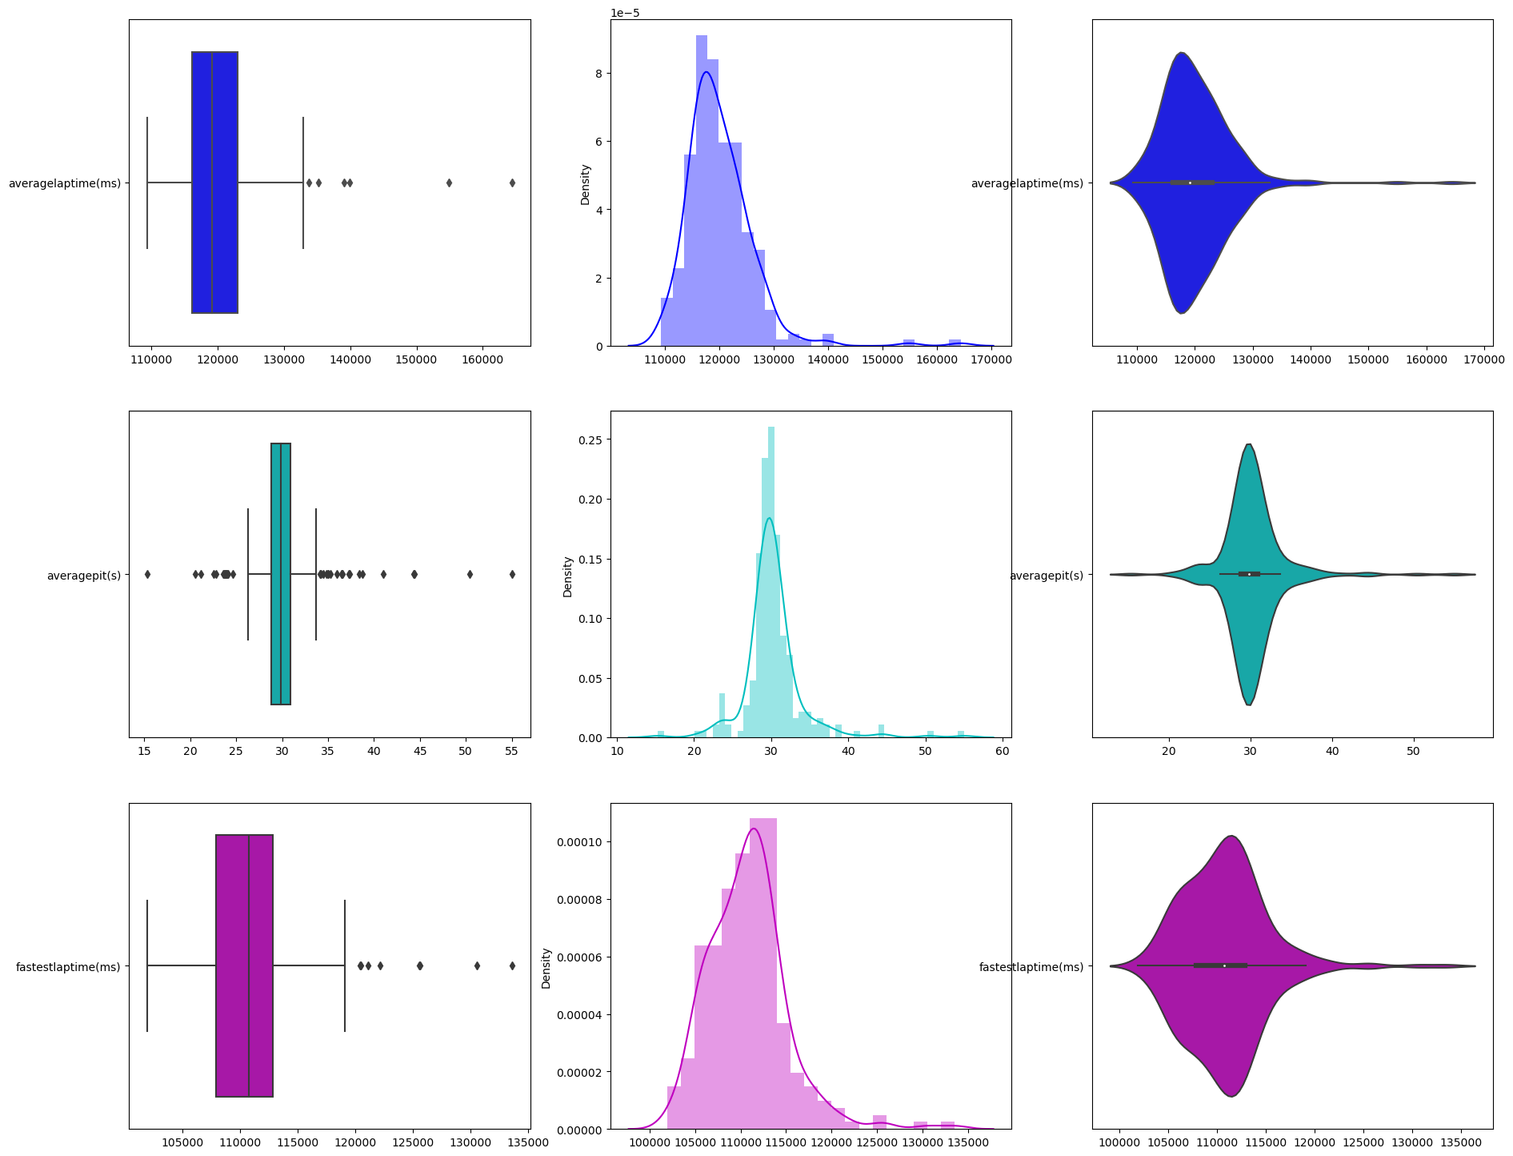 averagelaptime(ms)
110000 120000 130000 140000 150000 160000
1e−5
Density
8
6
4
2
0
110000 120000 130000 140000 150000 160000 170000
averagelaptime(ms)
110000 120000 130000 140000 150000 160000 170000
averagepit(s)
15 20 25 30 35 40 45 50 55
Density
0.25
0.20
0.15
0.10
0.05
0.00
10 20 30 40 50 60
averagepit(s)
20 30 40 50
fastestlaptime(ms)
105000 110000 115000 120000 125000 130000 135000
Density
0.00010
0.00008
0.00006
0.00004
0.00002
0.00000
100000 105000 110000 115000 120000 125000 130000 135000
fastestlaptime(ms)
100000 105000 110000 115000 120000 125000 130000 135000